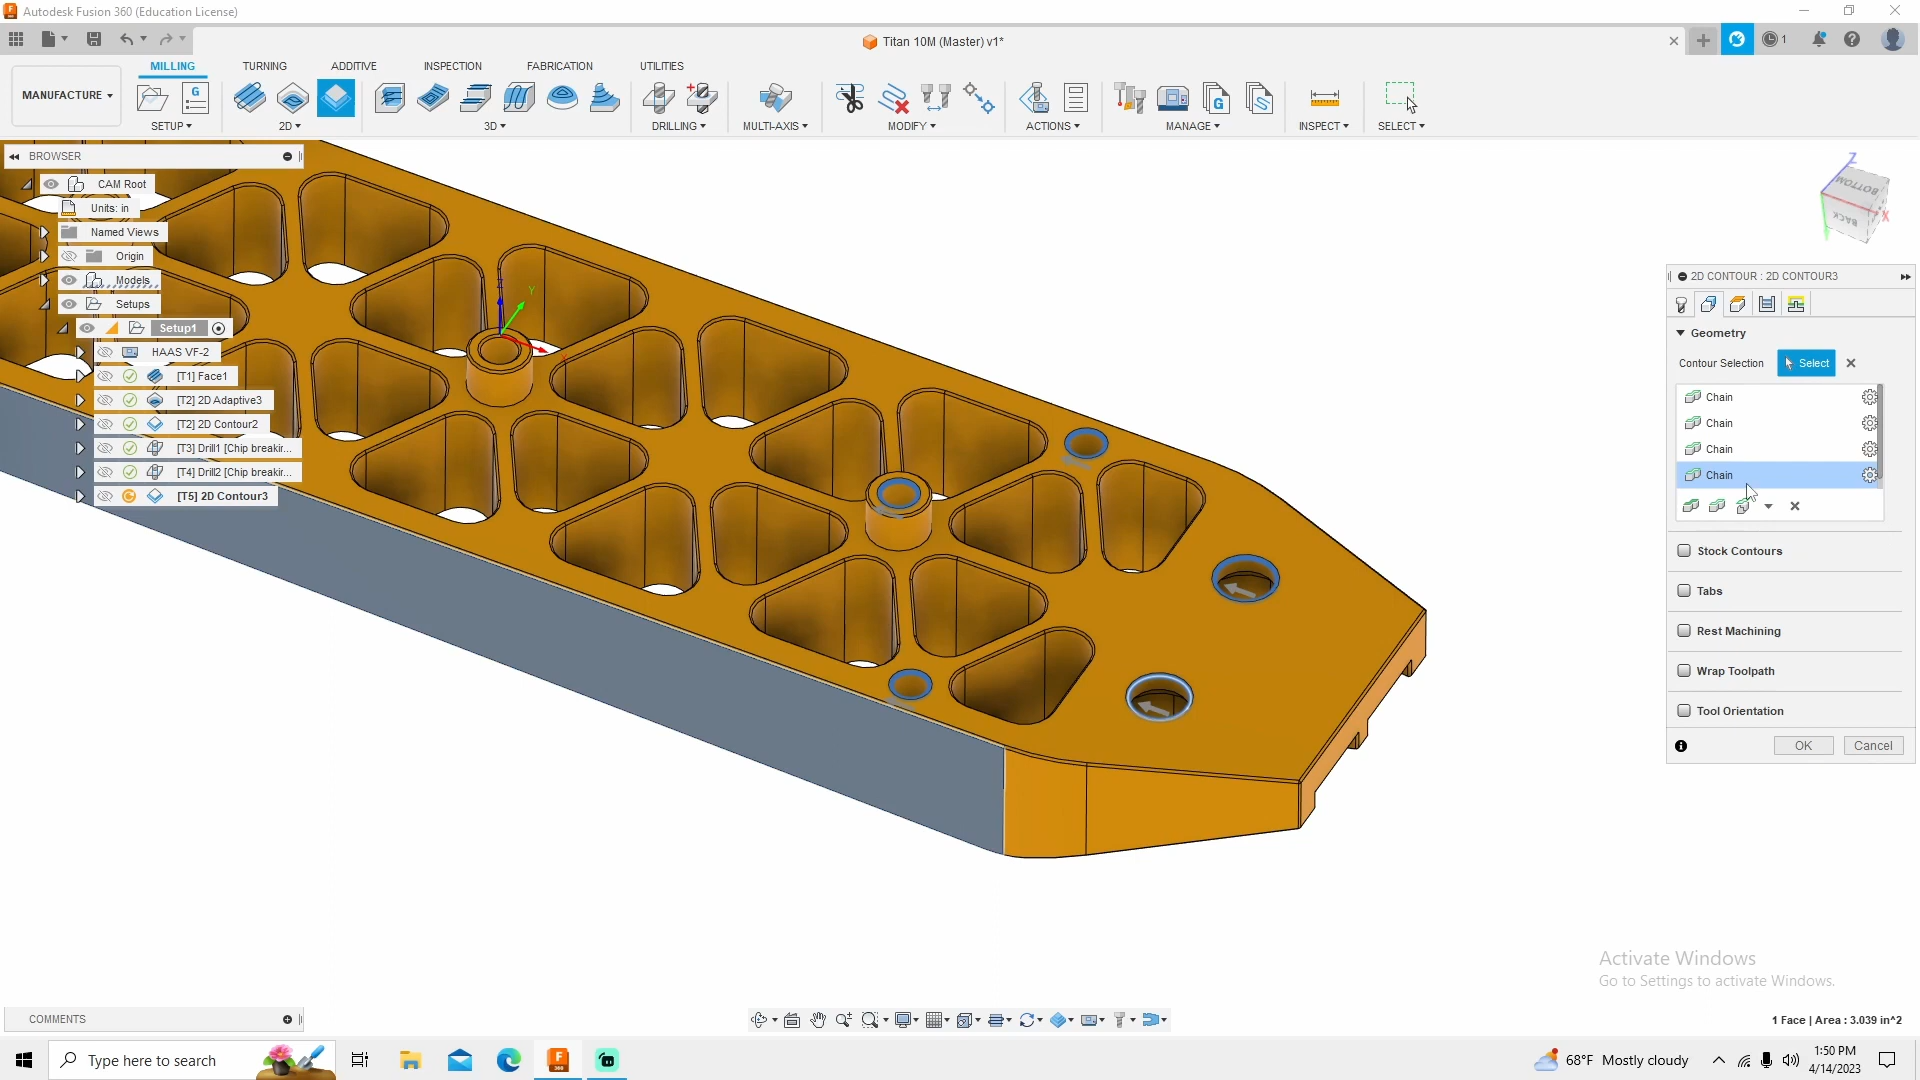 Autodesk Fusion 360 (Education License)
Titan 10M (Master) v1*
1
MILLING
TURNING
ADDITIVE
INSPECTION
FABRICATION
UTILITIES
MANUFACTURE
SETUP
2D
3D
DRILLING
MULTI-AXIS
MODIFY
ACTIONS
MANAGE
INSPECT
SELECT
BROWSER
CAM Root
Units: in
Named Views
Origin
Models
Setups
Setup1
HAAS VF-2
[T1] Face1
[T2] 2D Adaptive3
[T2] 2D Contour2
[T3] Drill1 [Chip breakir...
[T4] Drill2 [Chip breakir...
[T5] 2D Contour3
Z
Y
X
Z
BOTTOM
BACK
X
2D CONTOUR : 2D CONTOUR3
Geometry
Contour Selection
Select
Chain
Chain
Chain
Chain
Stock Contours
Tabs
Rest Machining
Wrap Toolpath
Tool Orientation
OK
Cancel
Activate Windows
Go to Settings to activate Windows.
COMMENTS
1 Face | Area : 3.039 in^2
Type here to search
68°F Mostly cloudy
1:50 PM
4/14/2023